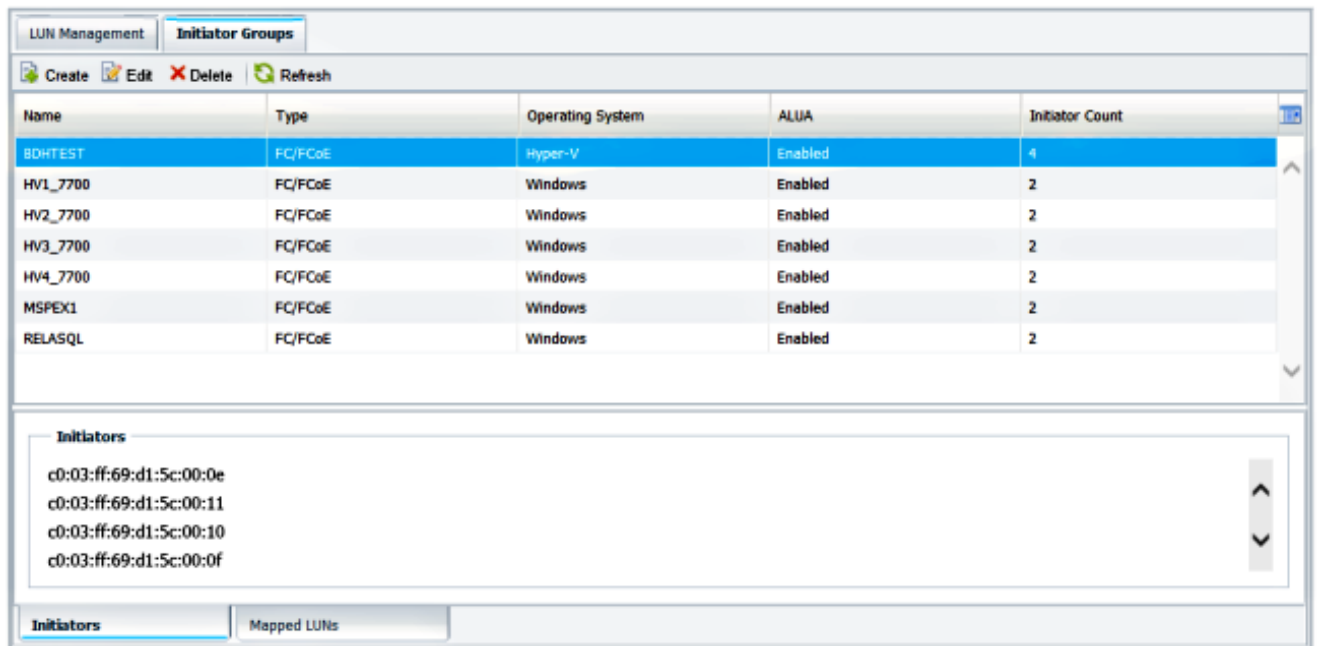 LUN Management Initiator Groups
Create Edit Delete Refresh
Name Type Operating System ALUA Initiator Count
BDHTEST FC/FCoE Hyper-V Enabled 4
HV1_7700 FC/FCoE Windows Enabled 2
HV2_7700 FC/FCoE Windows Enabled 2
HV3_7700 FC/FCoE Windows Enabled 2
HV4_7700 FC/FCoE Windows Enabled 2
MSPEX1 FC/FCoE Windows Enabled 2
RELASQL FC/FCoE Windows Enabled 2
Initiators
c0:03:ff:69:d1:5c:00:0e
c0:03:ff:69:d1:5c:00:11
c0:03:ff:69:d1:5c:00:10
c0:03:ff:69:d1:5c:00:0f
Initiators Mapped LUNs